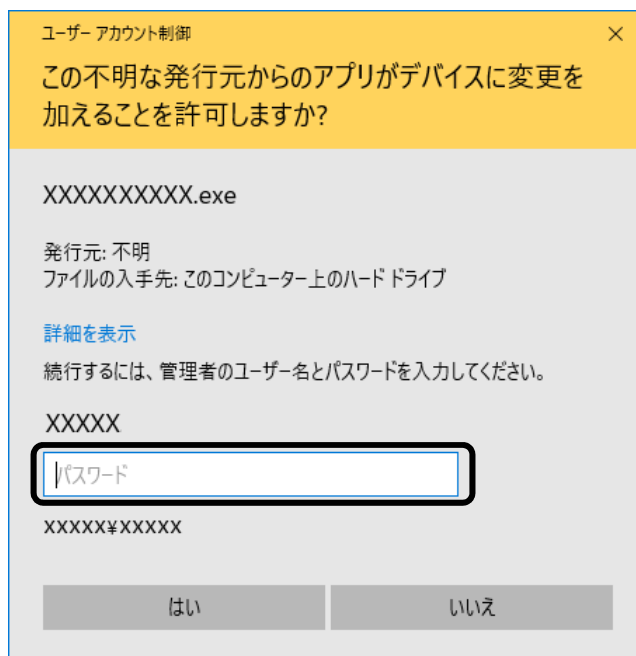 ユーザー アカウント制御
この不明な発行元からのアプリがデバイスに変更を
加えることを許可しますか?
XXXXXXXXXX.exe
発行元: 不明
ファイルの入手先: このコンピューター上のハード ドライブ
詳細を表示
続行するには、管理者のユーザー名とパスワードを入力してください。
XXXXX
パスワード
XXXXX¥XXXXX
はい
いいえ